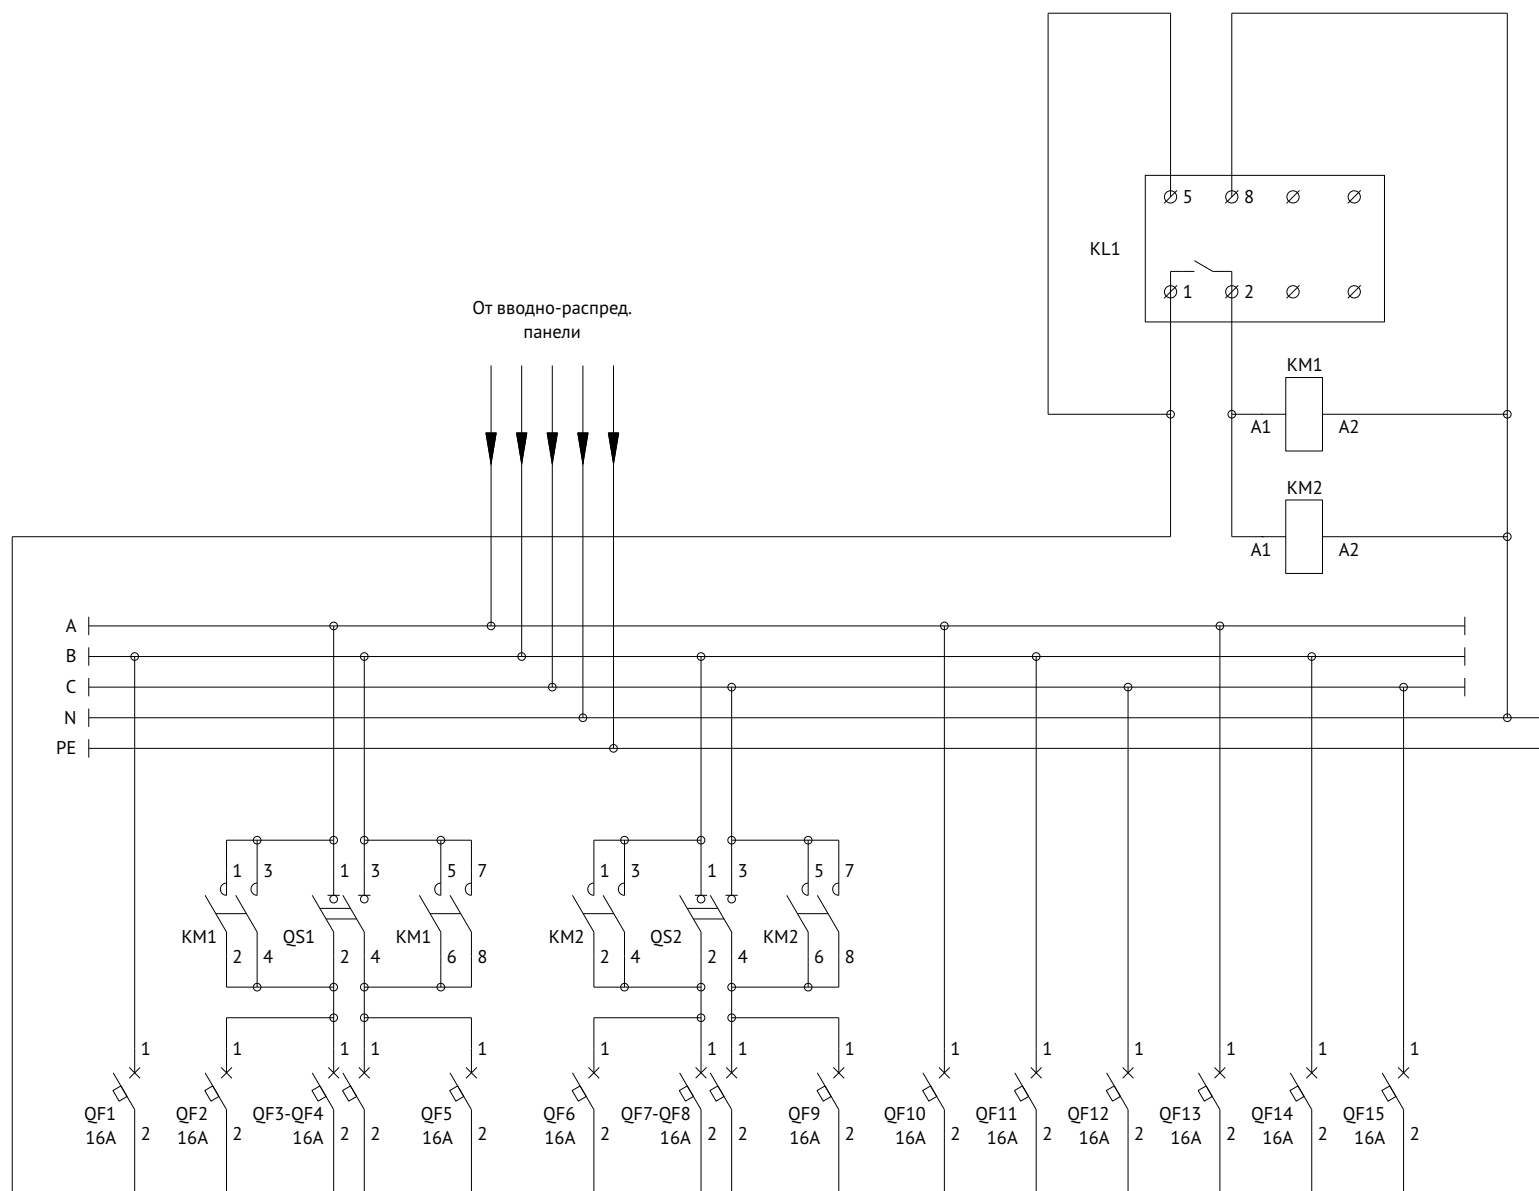 5 8
KL1
1 2
От вводно-распред.
панели
KM1
A1 A2
KM2
A1 A2
A
B
C
N
PE
1 3 1 3 5 7 1 3 1 3 5 7
KM1 QS1 KM1 KM2 QS2 KM2
2 4 2 4 6 8 2 4 2 4 6 8
1 1 1 1 1 1 1 1 1 1 1 1 1 1 1
QF1 QF2 QF3-QF4 QF5 QF6 QF7-QF8 QF9 QF10 QF11 QF12 QF13 QF14 QF15
16A 2 16A 2 16A 2 2 16A 2 16A 2 16A 2 2 16A 2 16A 2 16A 2 16A 2 16A 2 16A 2 16A 2